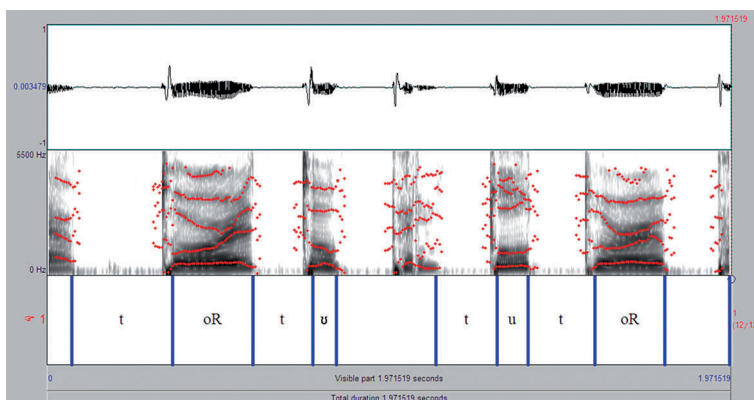 1.971519
1
0.003479
-1
5500 Hz
0 Hz
1
t oR t ʊ t u t oR
1
(12/1
0 Visible part 1.971519 seconds 1.971519
Total duration 1.971519 seconds